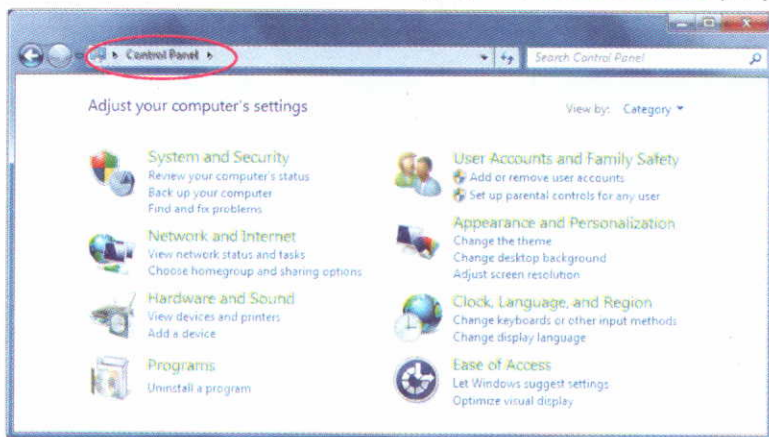 Control Panel
Search Control Panel
Adjust your computer's settings
View by: Category
System and Security
Review your computer's status
Back up your computer
Find and fix problems
Network and Internet
View network status and tasks
Choose homegroup and sharing options
Hardware and Sound
View devices and printers
Add a device
Programs
Uninstall a program
User Accounts and Family Safety
Add or remove user accounts
Set up parental controls for any user
Appearance and Personalization
Change the theme
Change desktop background
Adjust screen resolution
Clock, Language, and Region
Change keyboards or other input methods
Change display language
Ease of Access
Let Windows suggest settings
Optimize visual display